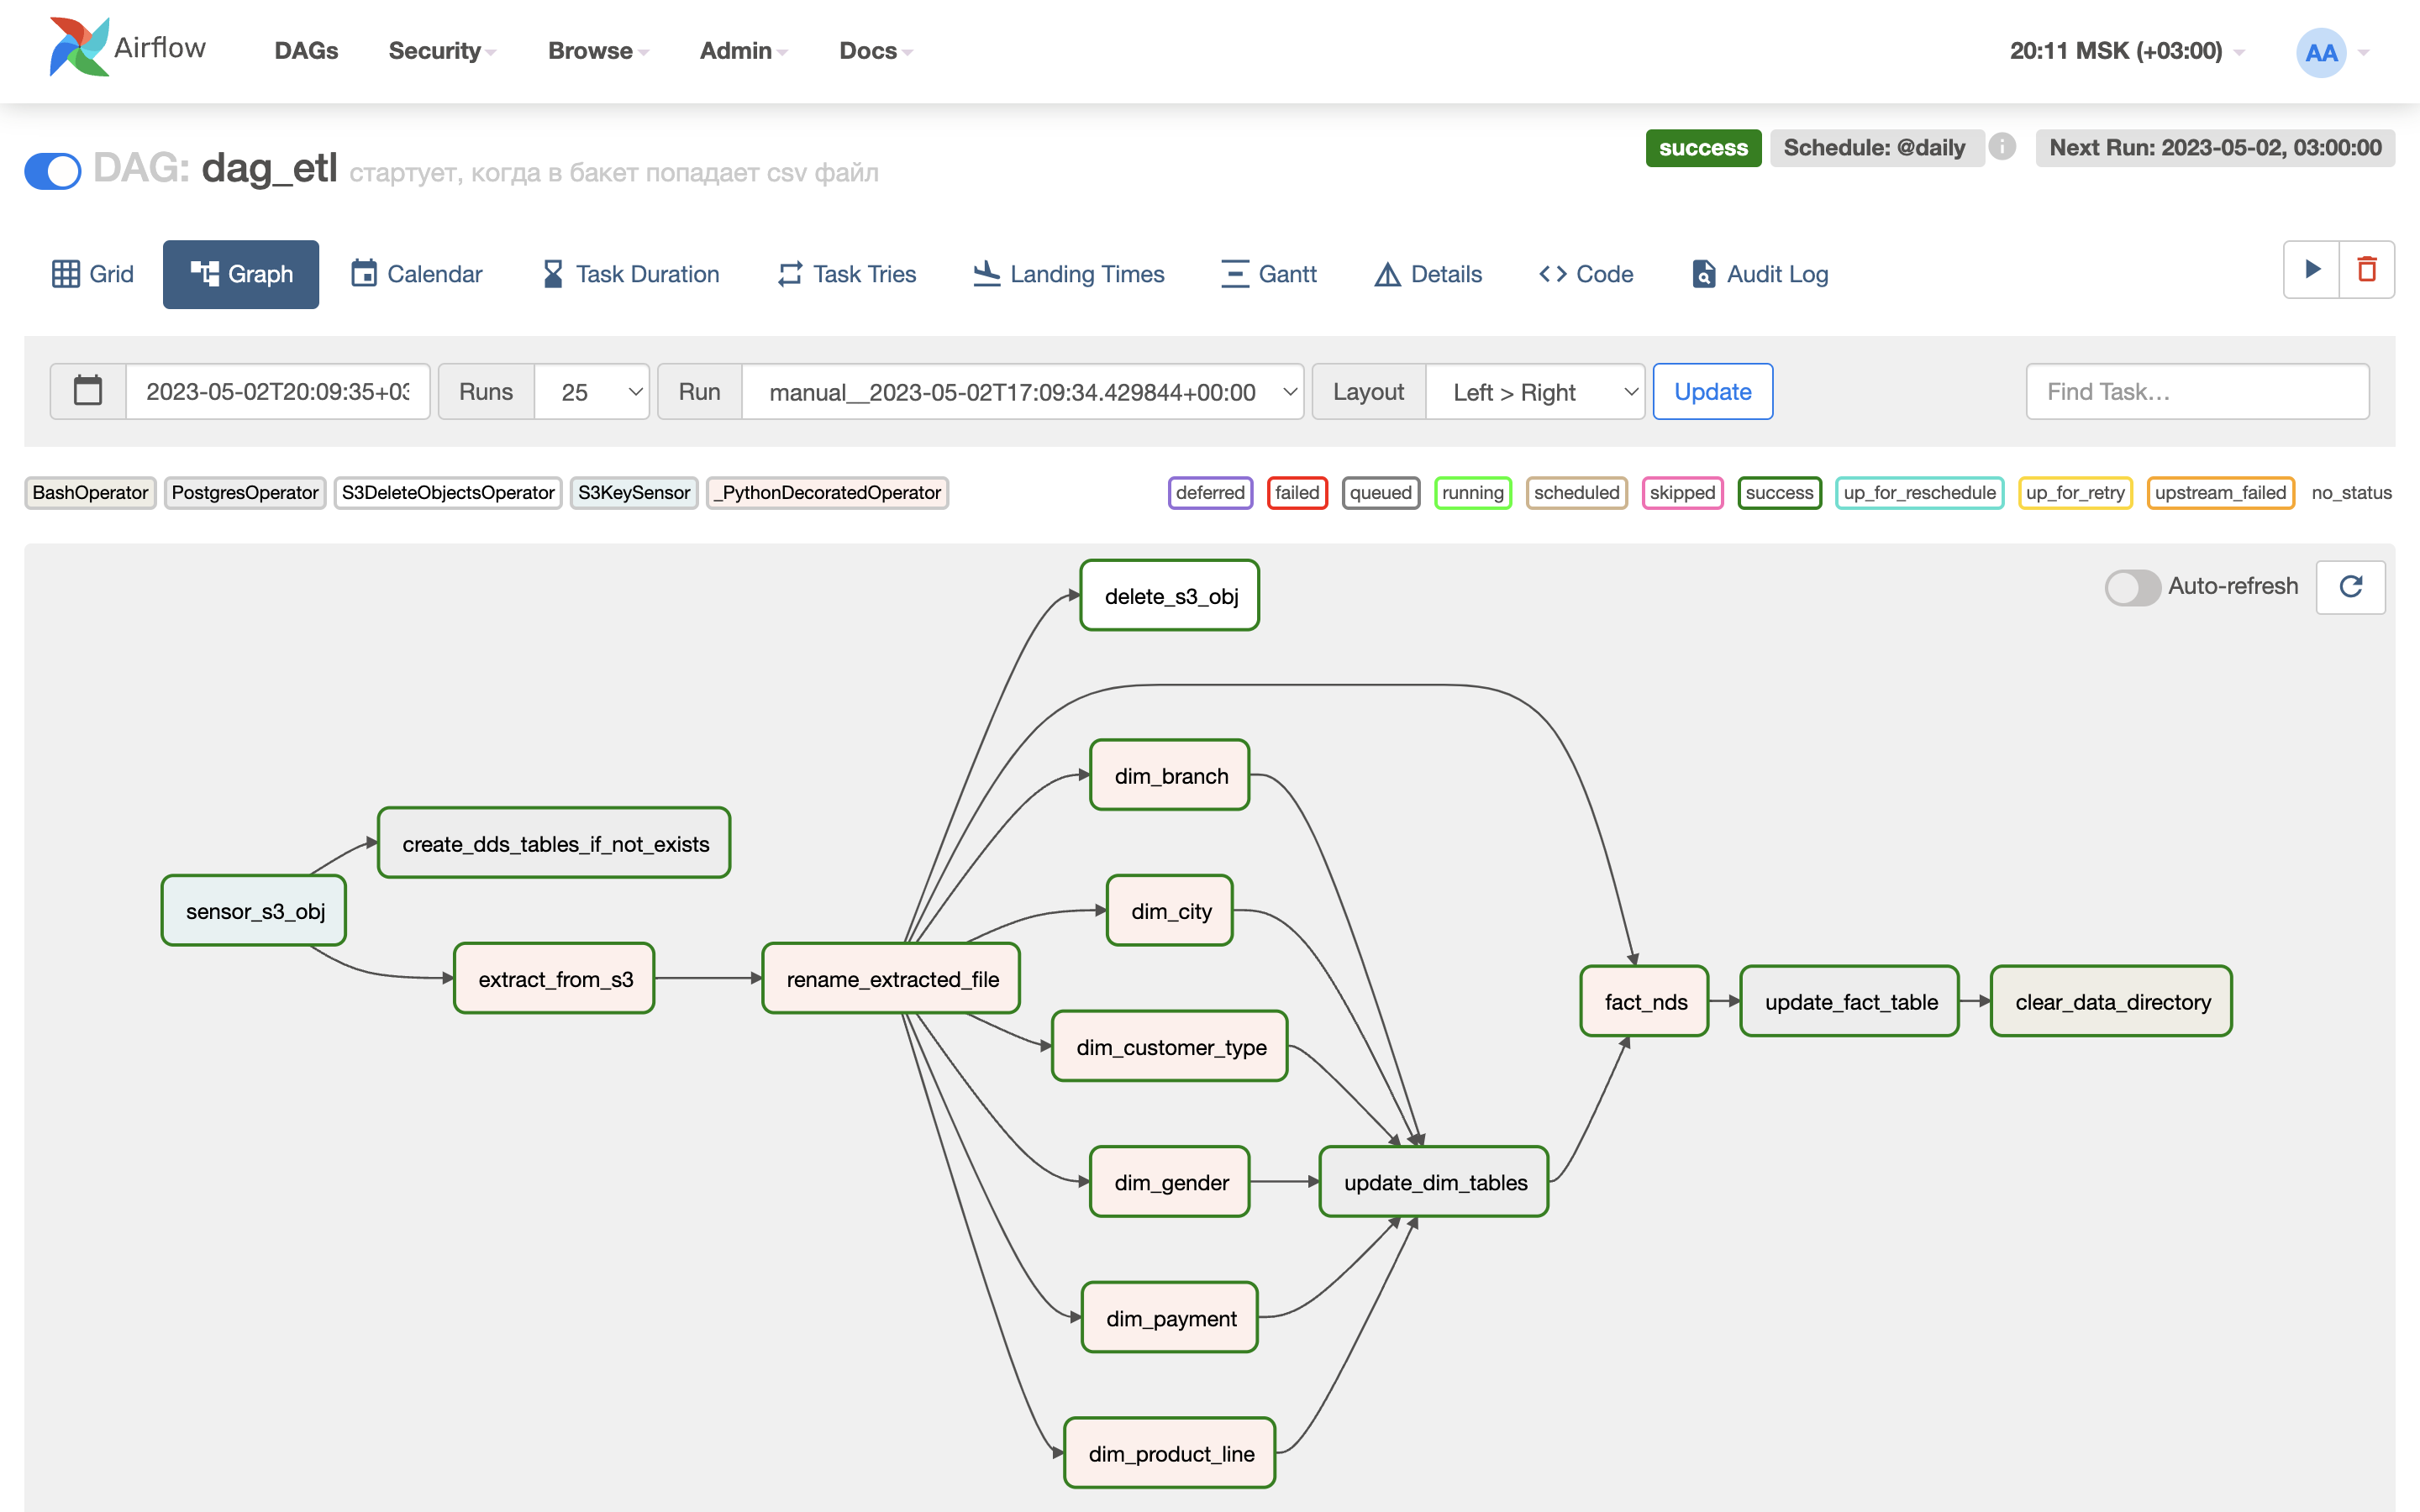 Airflow DAGs Security Browse Admin Docs 20:11 MSK (+03:00) AA
success Schedule: @daily i Next Run: 2023-05-02, 03:00:00
DAG: dag_etl стартует, когда в бакет попадает csv файл
Grid Graph Calendar Task Duration Task Tries Landing Times Gantt Details Code Audit Log
2023-05-02T20:09:35+03 Runs 25 Run manual__2023-05-02T17:09:34.429844+00:00 Layout Left > Right Update Find Task…
BashOperator PostgresOperator S3DeleteObjectsOperator S3KeySensor _PythonDecoratedOperator deferred failed queued running scheduled skipped success up_for_reschedule up_for_retry upstream_failed no_status
Auto-refresh
delete_s3_obj
dim_branch
create_dds_tables_if_not_exists
sensor_s3_obj
dim_city
extract_from_s3
rename_extracted_file
fact_nds
update_fact_table
clear_data_directory
dim_customer_type
dim_gender
update_dim_tables
dim_payment
dim_product_line